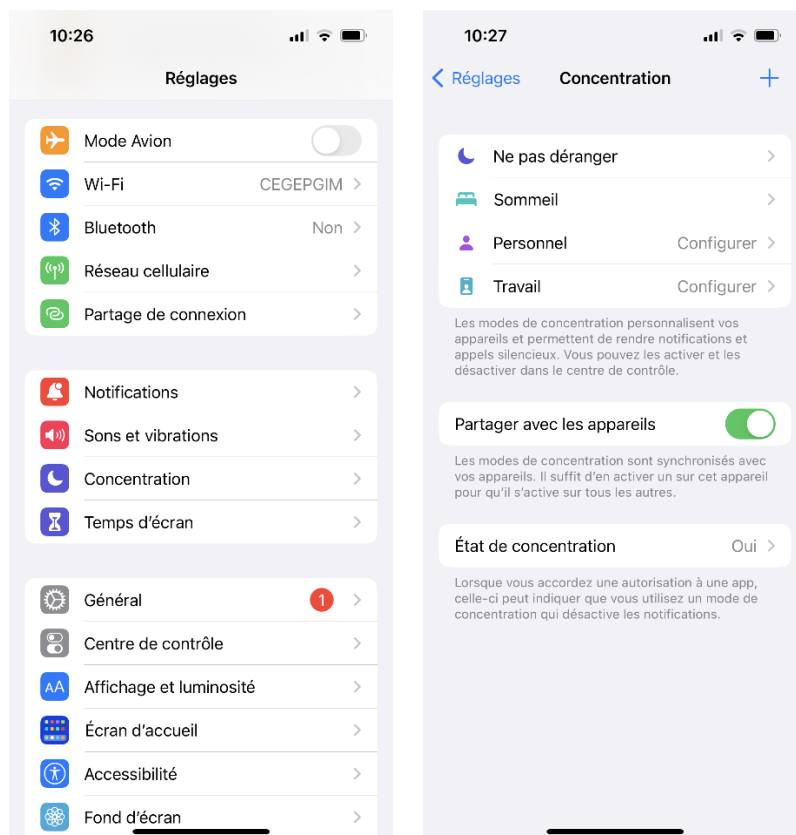 10:26
Réglages
Mode Avion
Wi-Fi CEGEPGIM
Bluetooth Non
Réseau cellulaire
Partage de connexion
Notifications
Sons et vibrations
Concentration
Temps d'écran
Général 1
Centre de contrôle
AA Affichage et luminosité
Écran d'accueil
Accessibilité
Fond d'écran
10:27
Réglages Concentration
Ne pas déranger
Sommeil
Personnel Configurer
Travail Configurer
Les modes de concentration personnalisent vos
appareils et permettent de rendre notifications et
appels silencieux. Vous pouvez les activer et les
désactiver dans le centre de contrôle.
Partager avec les appareils
Les modes de concentration sont synchronisés avec
vos appareils. Il suffit d'en activer un sur cet appareil
pour qu'il s'active sur tous les autres.
État de concentration Oui
Lorsque vous accordez une autorisation à une app,
celle-ci peut indiquer que vous utilisez un mode de
concentration qui désactive les notifications.